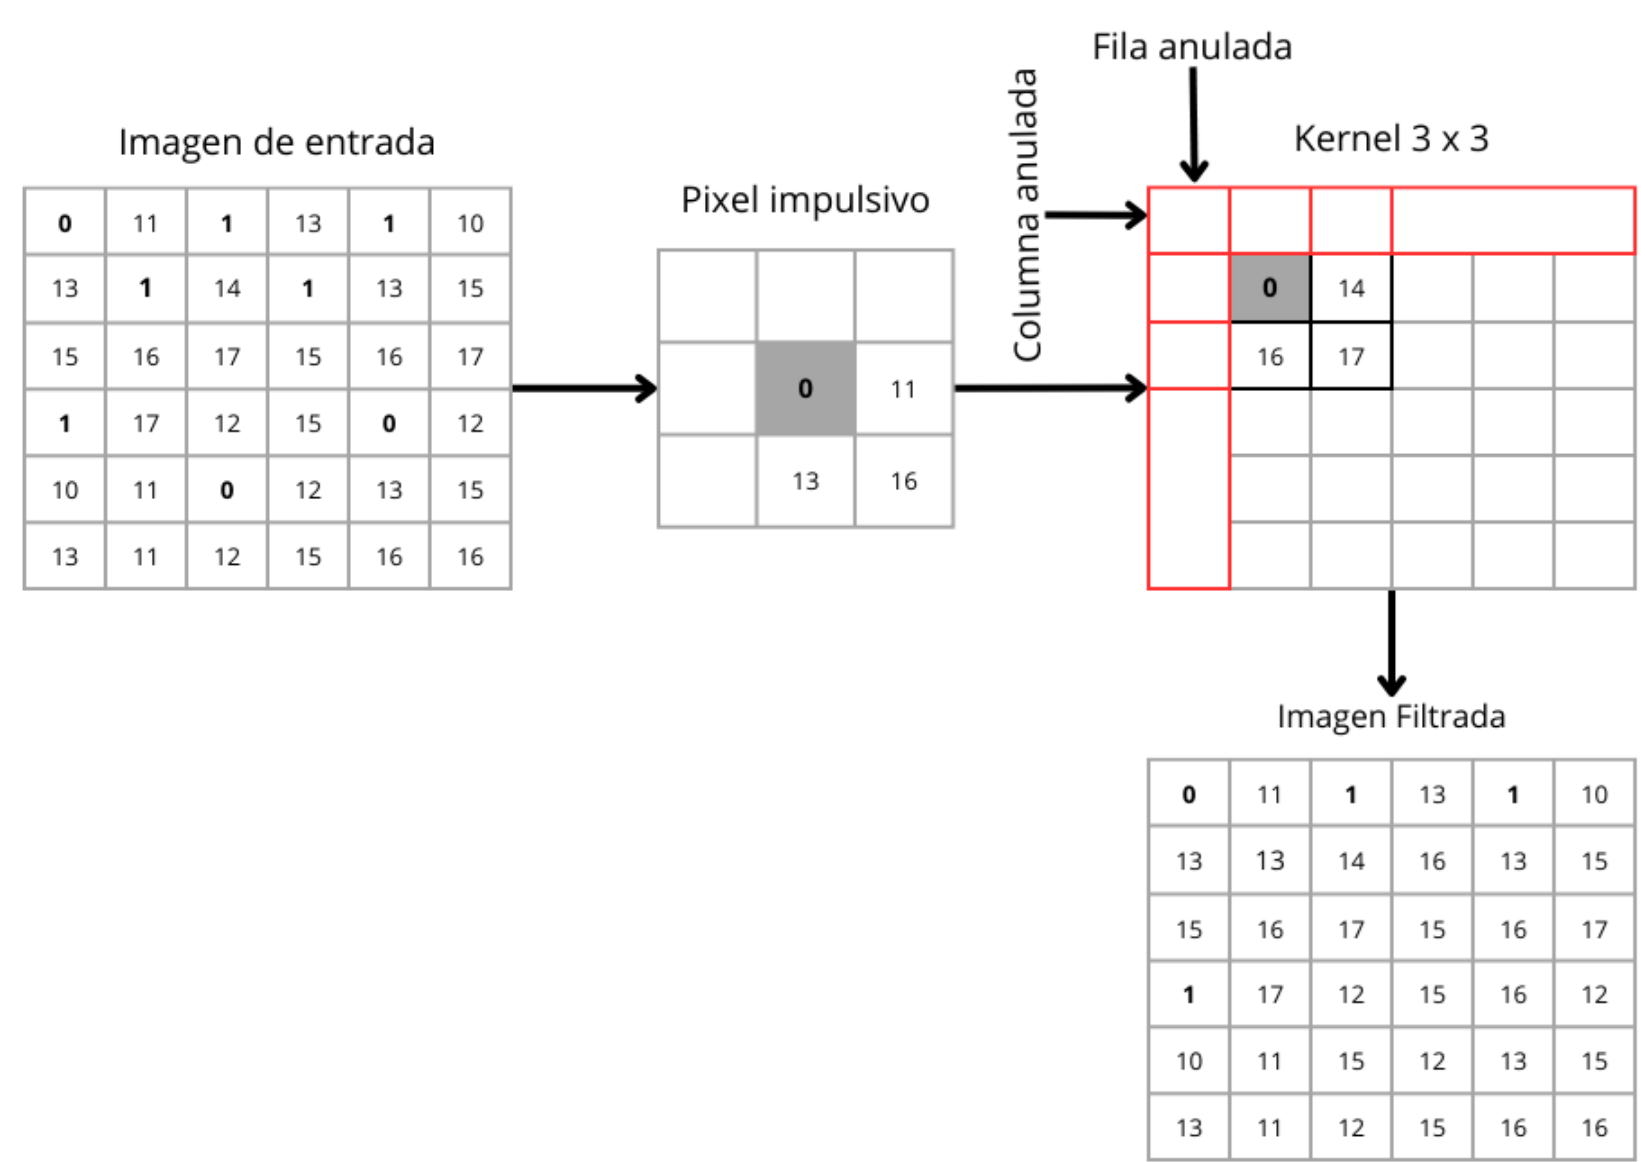 Fila anulada
Columna anulada
Imagen de entrada
0 11 1 13 1 10
13 1 14 1 13 15
15 16 17 15 16 17
1 17 12 15 0 12
10 11 0 12 13 15
13 11 12 15 16 16
Pixel impulsivo
0 11
13 16
Kernel 3 x 3
0 14
16 17
Imagen Filtrada
0 11 1 13 1 10
13 13 14 16 13 15
15 16 17 15 16 17
1 17 12 15 16 12
10 11 15 12 13 15
13 11 12 15 16 16